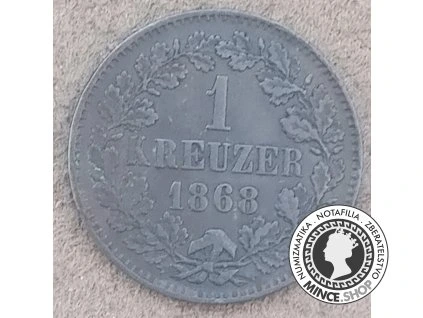 1
KREUZER
1868
NUMIZMATIKA · NOTAFILIA · ZBERATEĽSTVO
MINCE.SHOP